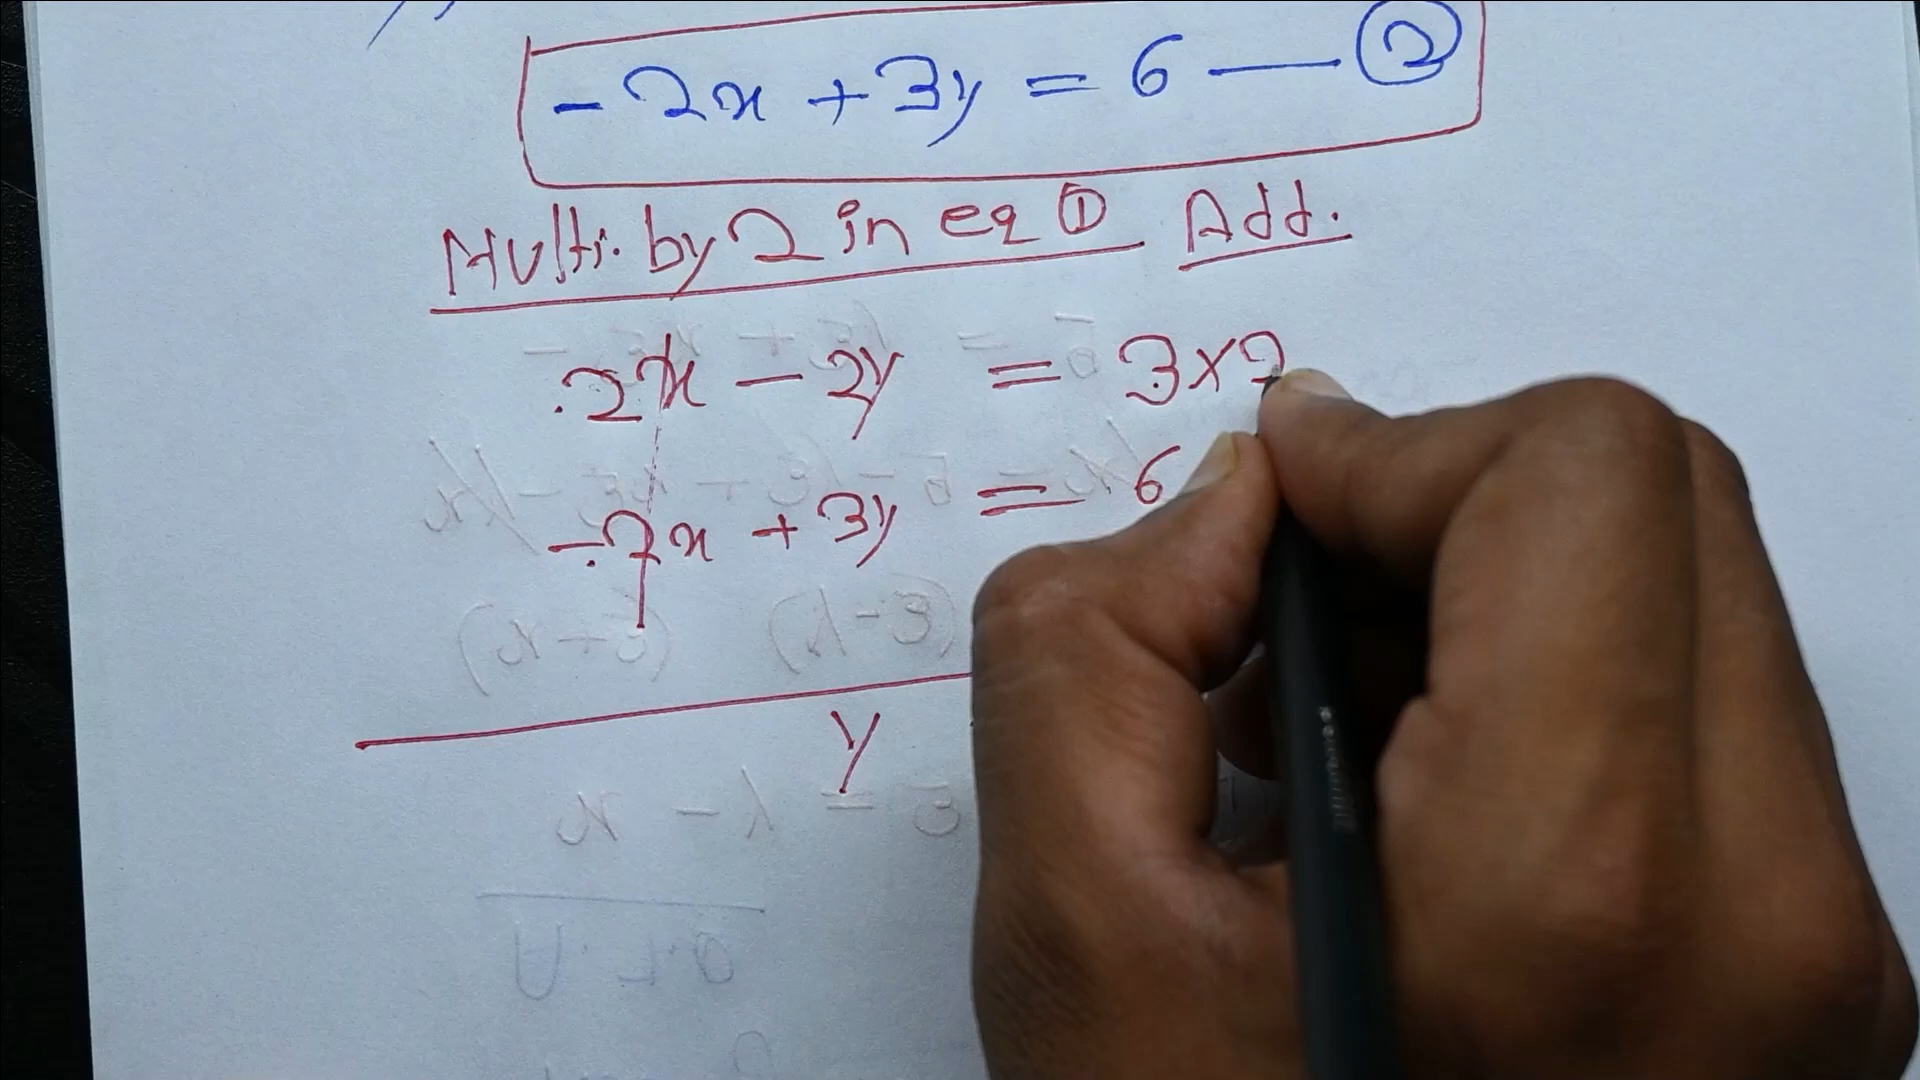 - 2x + 3y = 6 — ②
Multi. by 2 in eq ① Add.
2x - 2y = 3 x 2
- 2x + 3y = 6
y